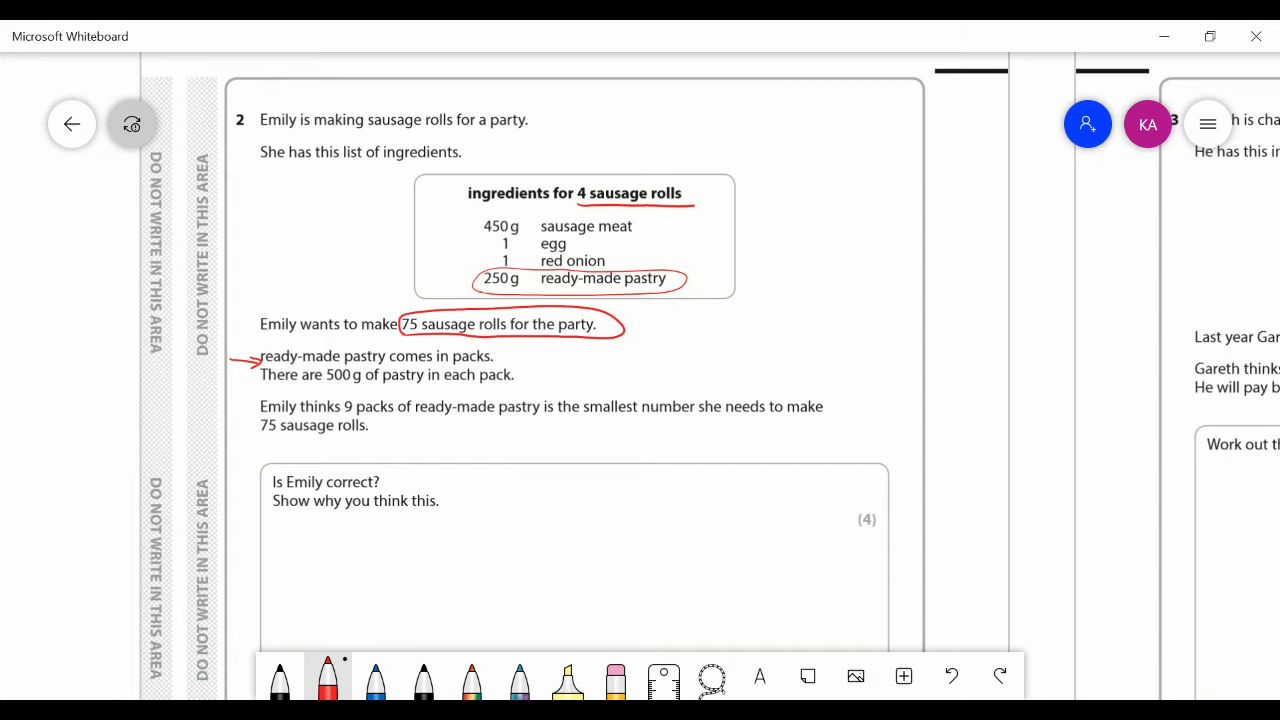 Microsoft Whiteboard
2 Emily is making sausage rolls for a party.
She has this list of ingredients.
ingredients for 4 sausage rolls
450 g sausage meat
1 egg
1 red onion
250 g ready-made pastry
Emily wants to make 75 sausage rolls for the party.
ready-made pastry comes in packs.
There are 500 g of pastry in each pack.
Emily thinks 9 packs of ready-made pastry is the smallest number she needs to make
75 sausage rolls.
Is Emily correct?
Show why you think this.
(4)
DO NOT WRITE IN THIS AREA
DO NOT WRITE IN THIS AREA
DO NOT WRITE IN THIS AREA
DO NOT WRITE IN THIS AREA
KA
3 h is cha
He has this in
Last year Gar
Gareth thinks
He will pay b
Work out th
A